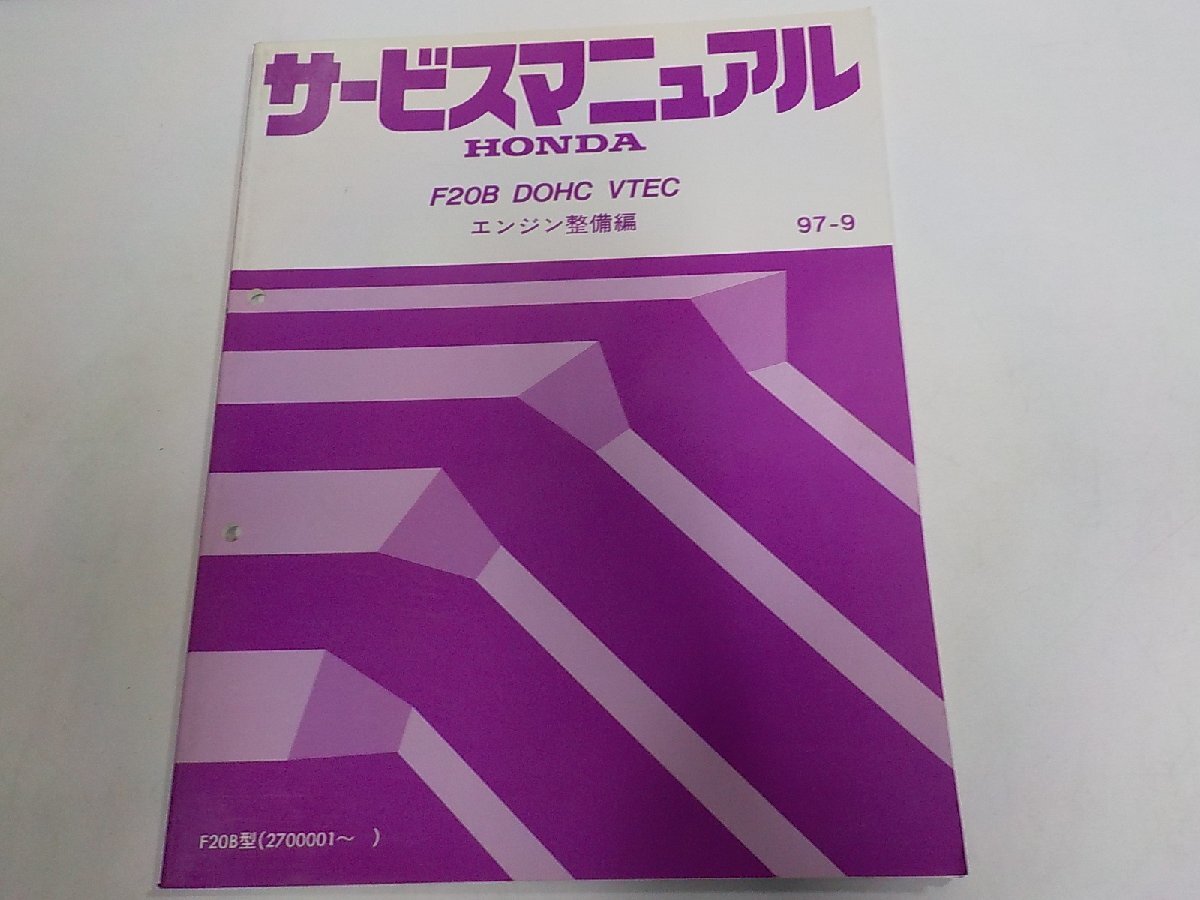 サービスマニュアル
HONDA
F20B DOHC VTEC
エンジン整備編 97-9
F20B型(2700001～ )